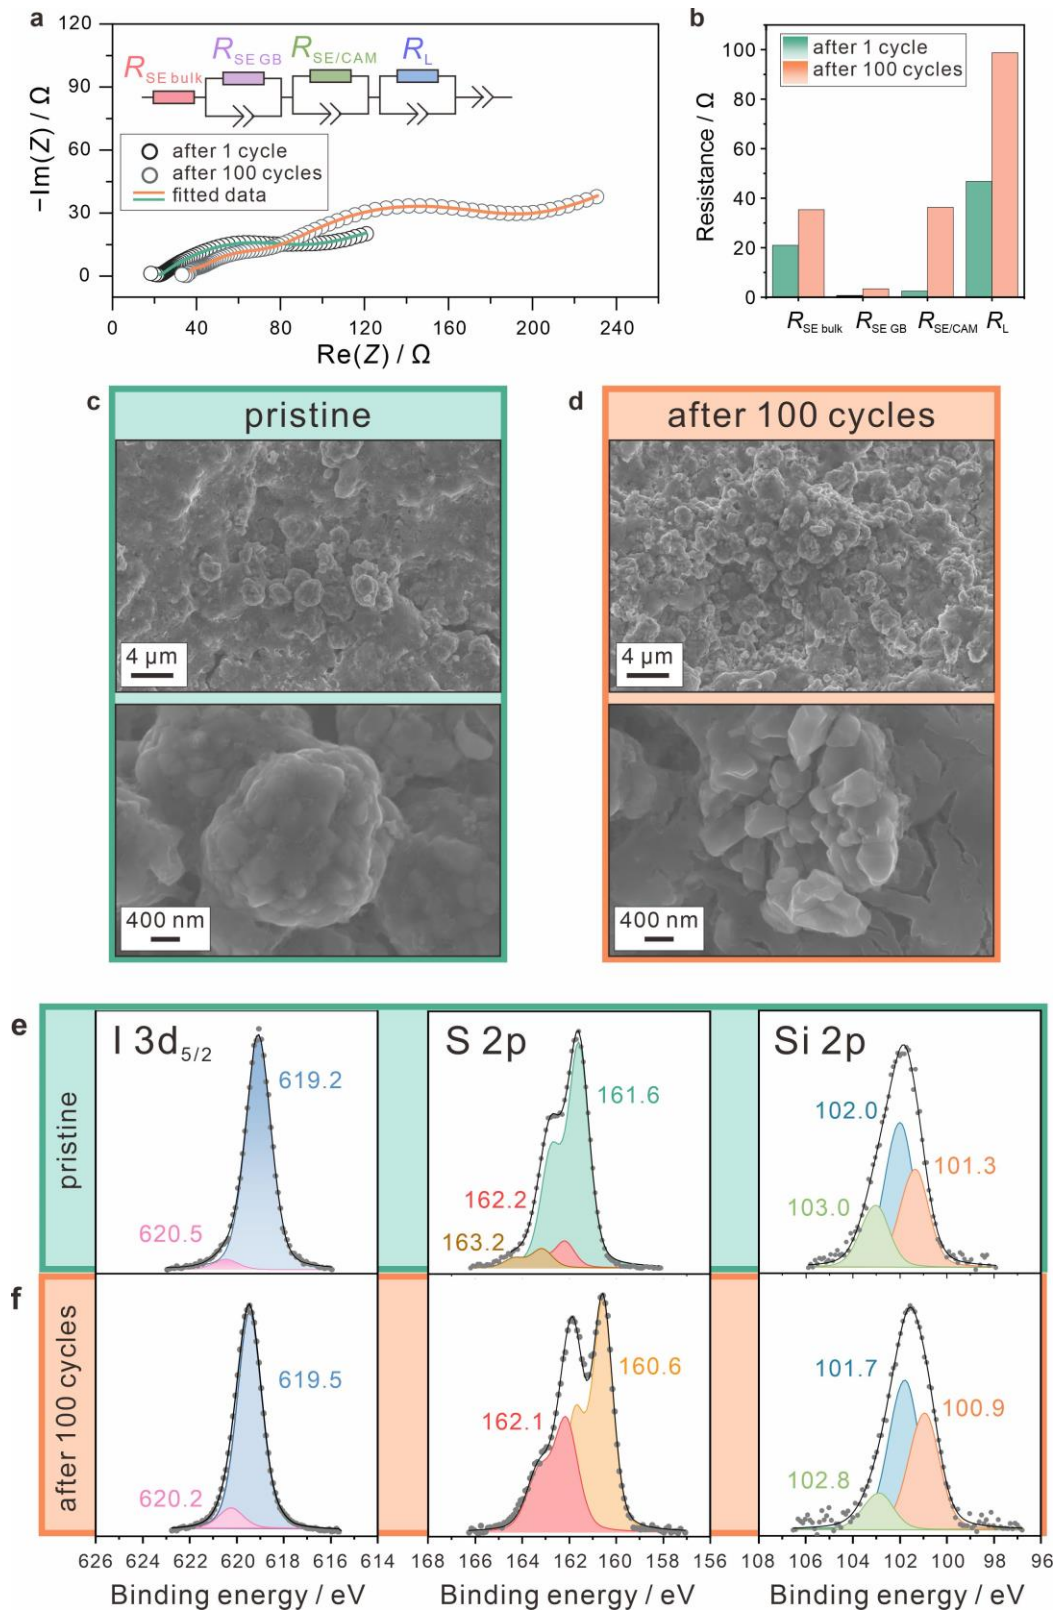 a
120
90
60
30
0
−Im(Z) / Ω
R SE bulk
R SE GB
R SE/CAM
R L
after 1 cycle
after 100 cycles
fitted data
0 40 80 120 160 200 240
Re(Z) / Ω
b
100
80
60
40
20
0
Resistance / Ω
after 1 cycle
after 100 cycles
R SE bulk R SE GB R SE/CAM R L
c
pristine
4 μm
400 nm
d
after 100 cycles
4 μm
400 nm
e
pristine
I 3d5/2
619.2
620.5
S 2p
161.6
162.2
163.2
Si 2p
102.0
101.3
103.0
f
after 100 cycles
619.5
620.2
160.6
162.1
101.7
100.9
102.8
626 624 622 620 618 616 614
Binding energy / eV
168 166 164 162 160 158 156
Binding energy / eV
108 106 104 102 100 98 96
Binding energy / eV